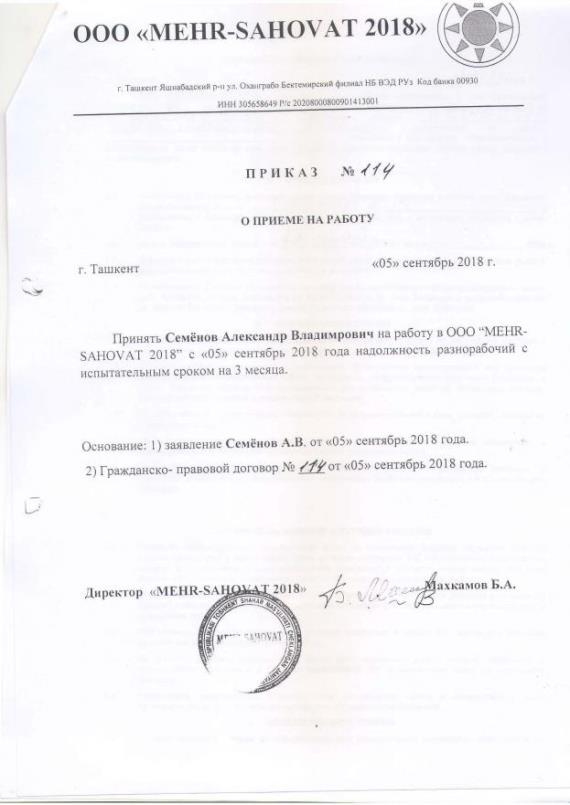 ООО «MEHR-SAHOVAT 2018»
г. Ташкент Яшнабадский р-н ул. Оханграбо Бектемирский филиал НБ ВЭД РУз Код банка 00930
ИНН 305658649 Р/с 20208000800901413001
П Р И К А З № 114
О ПРИЕМЕ НА РАБОТУ
г. Ташкент «05» сентябрь 2018 г.
Принять Семёнов Александр Владимрович на работу в ООО “MEHR-
SAHOVAT 2018” с «05» сентябрь 2018 года надолжность разнорабочий с
испытательным сроком на 3 месяца.
Основание: 1) заявление Семёнов А.В. от «05» сентябрь 2018 года.
2) Гражданско- правовой договор № 114 от «05» сентябрь 2018 года.
Директор «MEHR-SAHOVAT 2018» Махкамов Б.А.
TOSHKENT SHAHAR
MEHR SAHOVAT